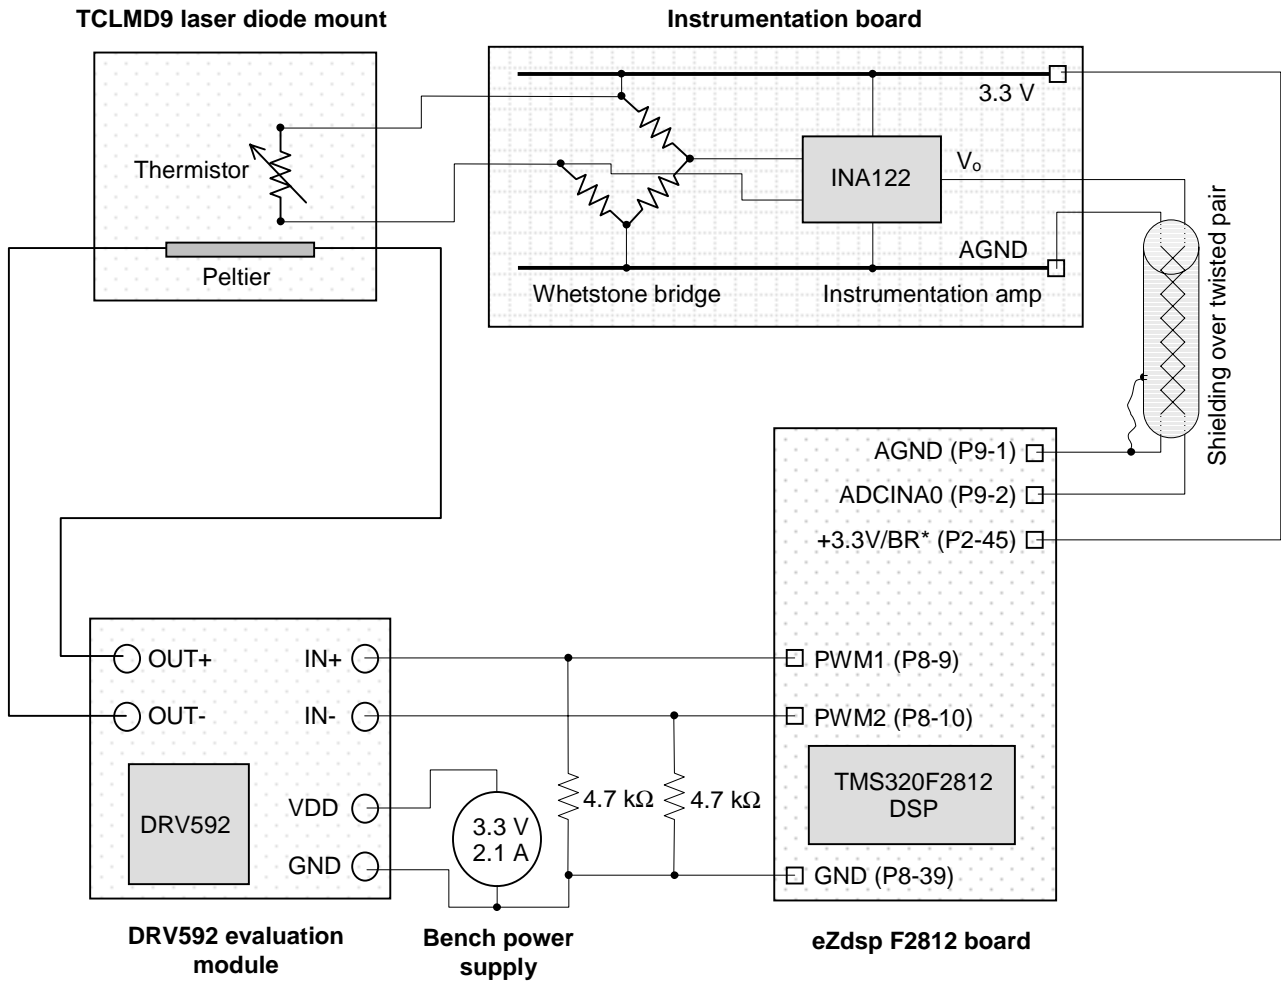 TCLMD9 laser diode mount
Instrumentation board
3.3 V
Thermistor
INA122
Vo
AGND
Peltier
Whetstone bridge
Instrumentation amp
Shielding over twisted pair
AGND (P9-1)
ADCINA0 (P9-2)
+3.3V/BR* (P2-45)
OUT+
IN+
PWM1 (P8-9)
OUT-
IN-
PWM2 (P8-10)
TMS320F2812
DSP
4.7 kΩ
4.7 kΩ
VDD
DRV592
3.3 V
2.1 A
GND
GND (P8-39)
DRV592 evaluation
module
Bench power
supply
eZdsp F2812 board